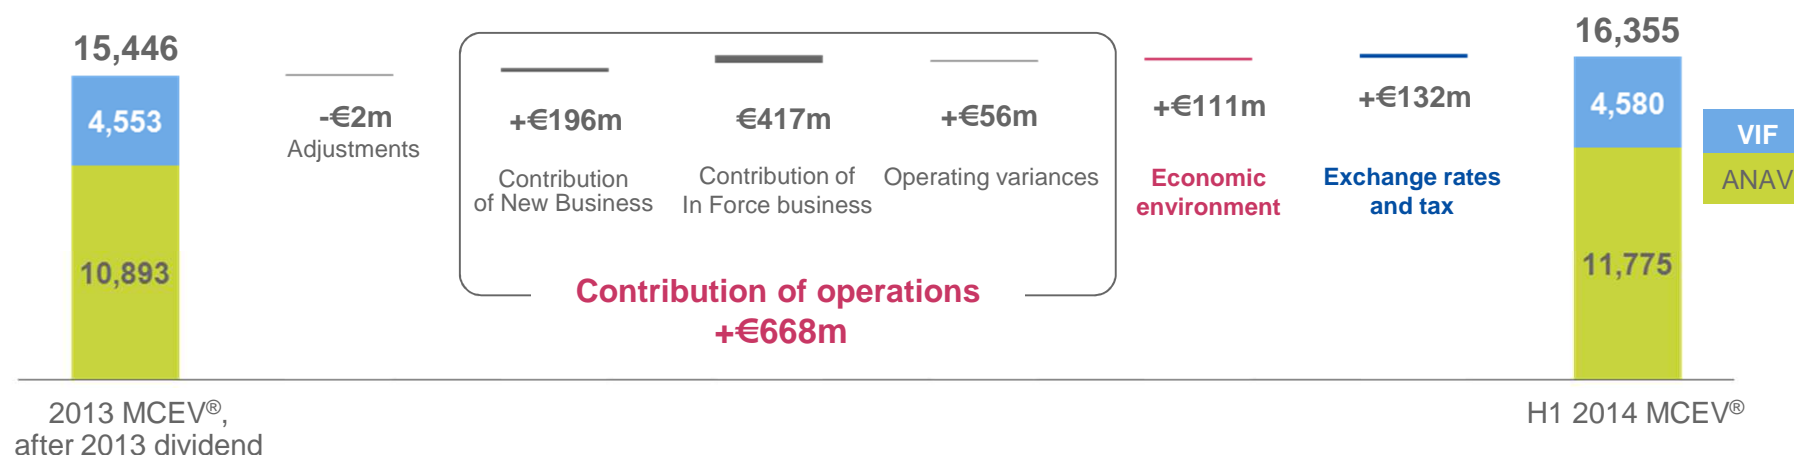 15,446
4,553
10,893
2013 MCEV®,
after 2013 dividend
-€2m
Adjustments
+€196m
Contribution
of New Business
€417m
Contribution of
In Force business
+€56m
Operating variances
Contribution of operations
+€668m
+€111m
Economic
environment
+€132m
Exchange rates
and tax
16,355
4,580
11,775
H1 2014 MCEV®
VIF
ANAV